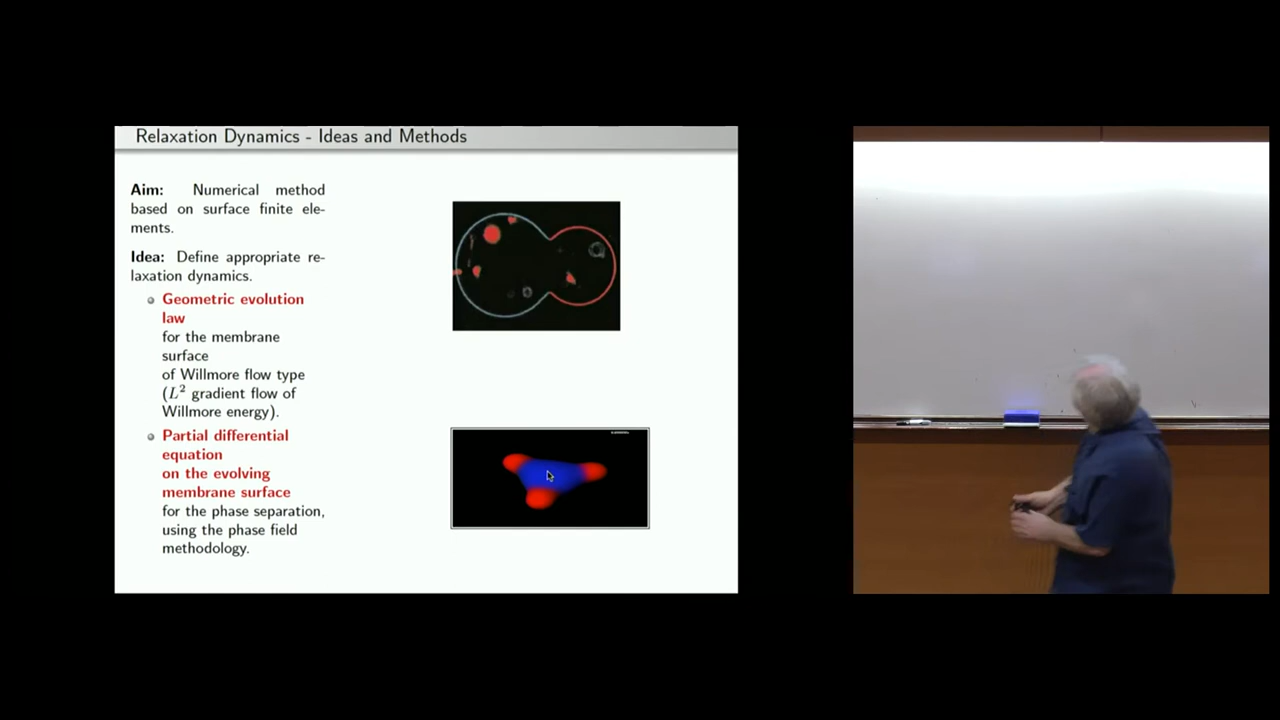 Relaxation Dynamics - Ideas and Methods
Aim: Numerical method
based on surface finite ele-
ments.
Idea: Define appropriate re-
laxation dynamics.
Geometric evolution
law
for the membrane
surface
of Willmore flow type
(L² gradient flow of
Willmore energy).
Partial differential
equation
on the evolving
membrane surface
for the phase separation,
using the phase field
methodology.